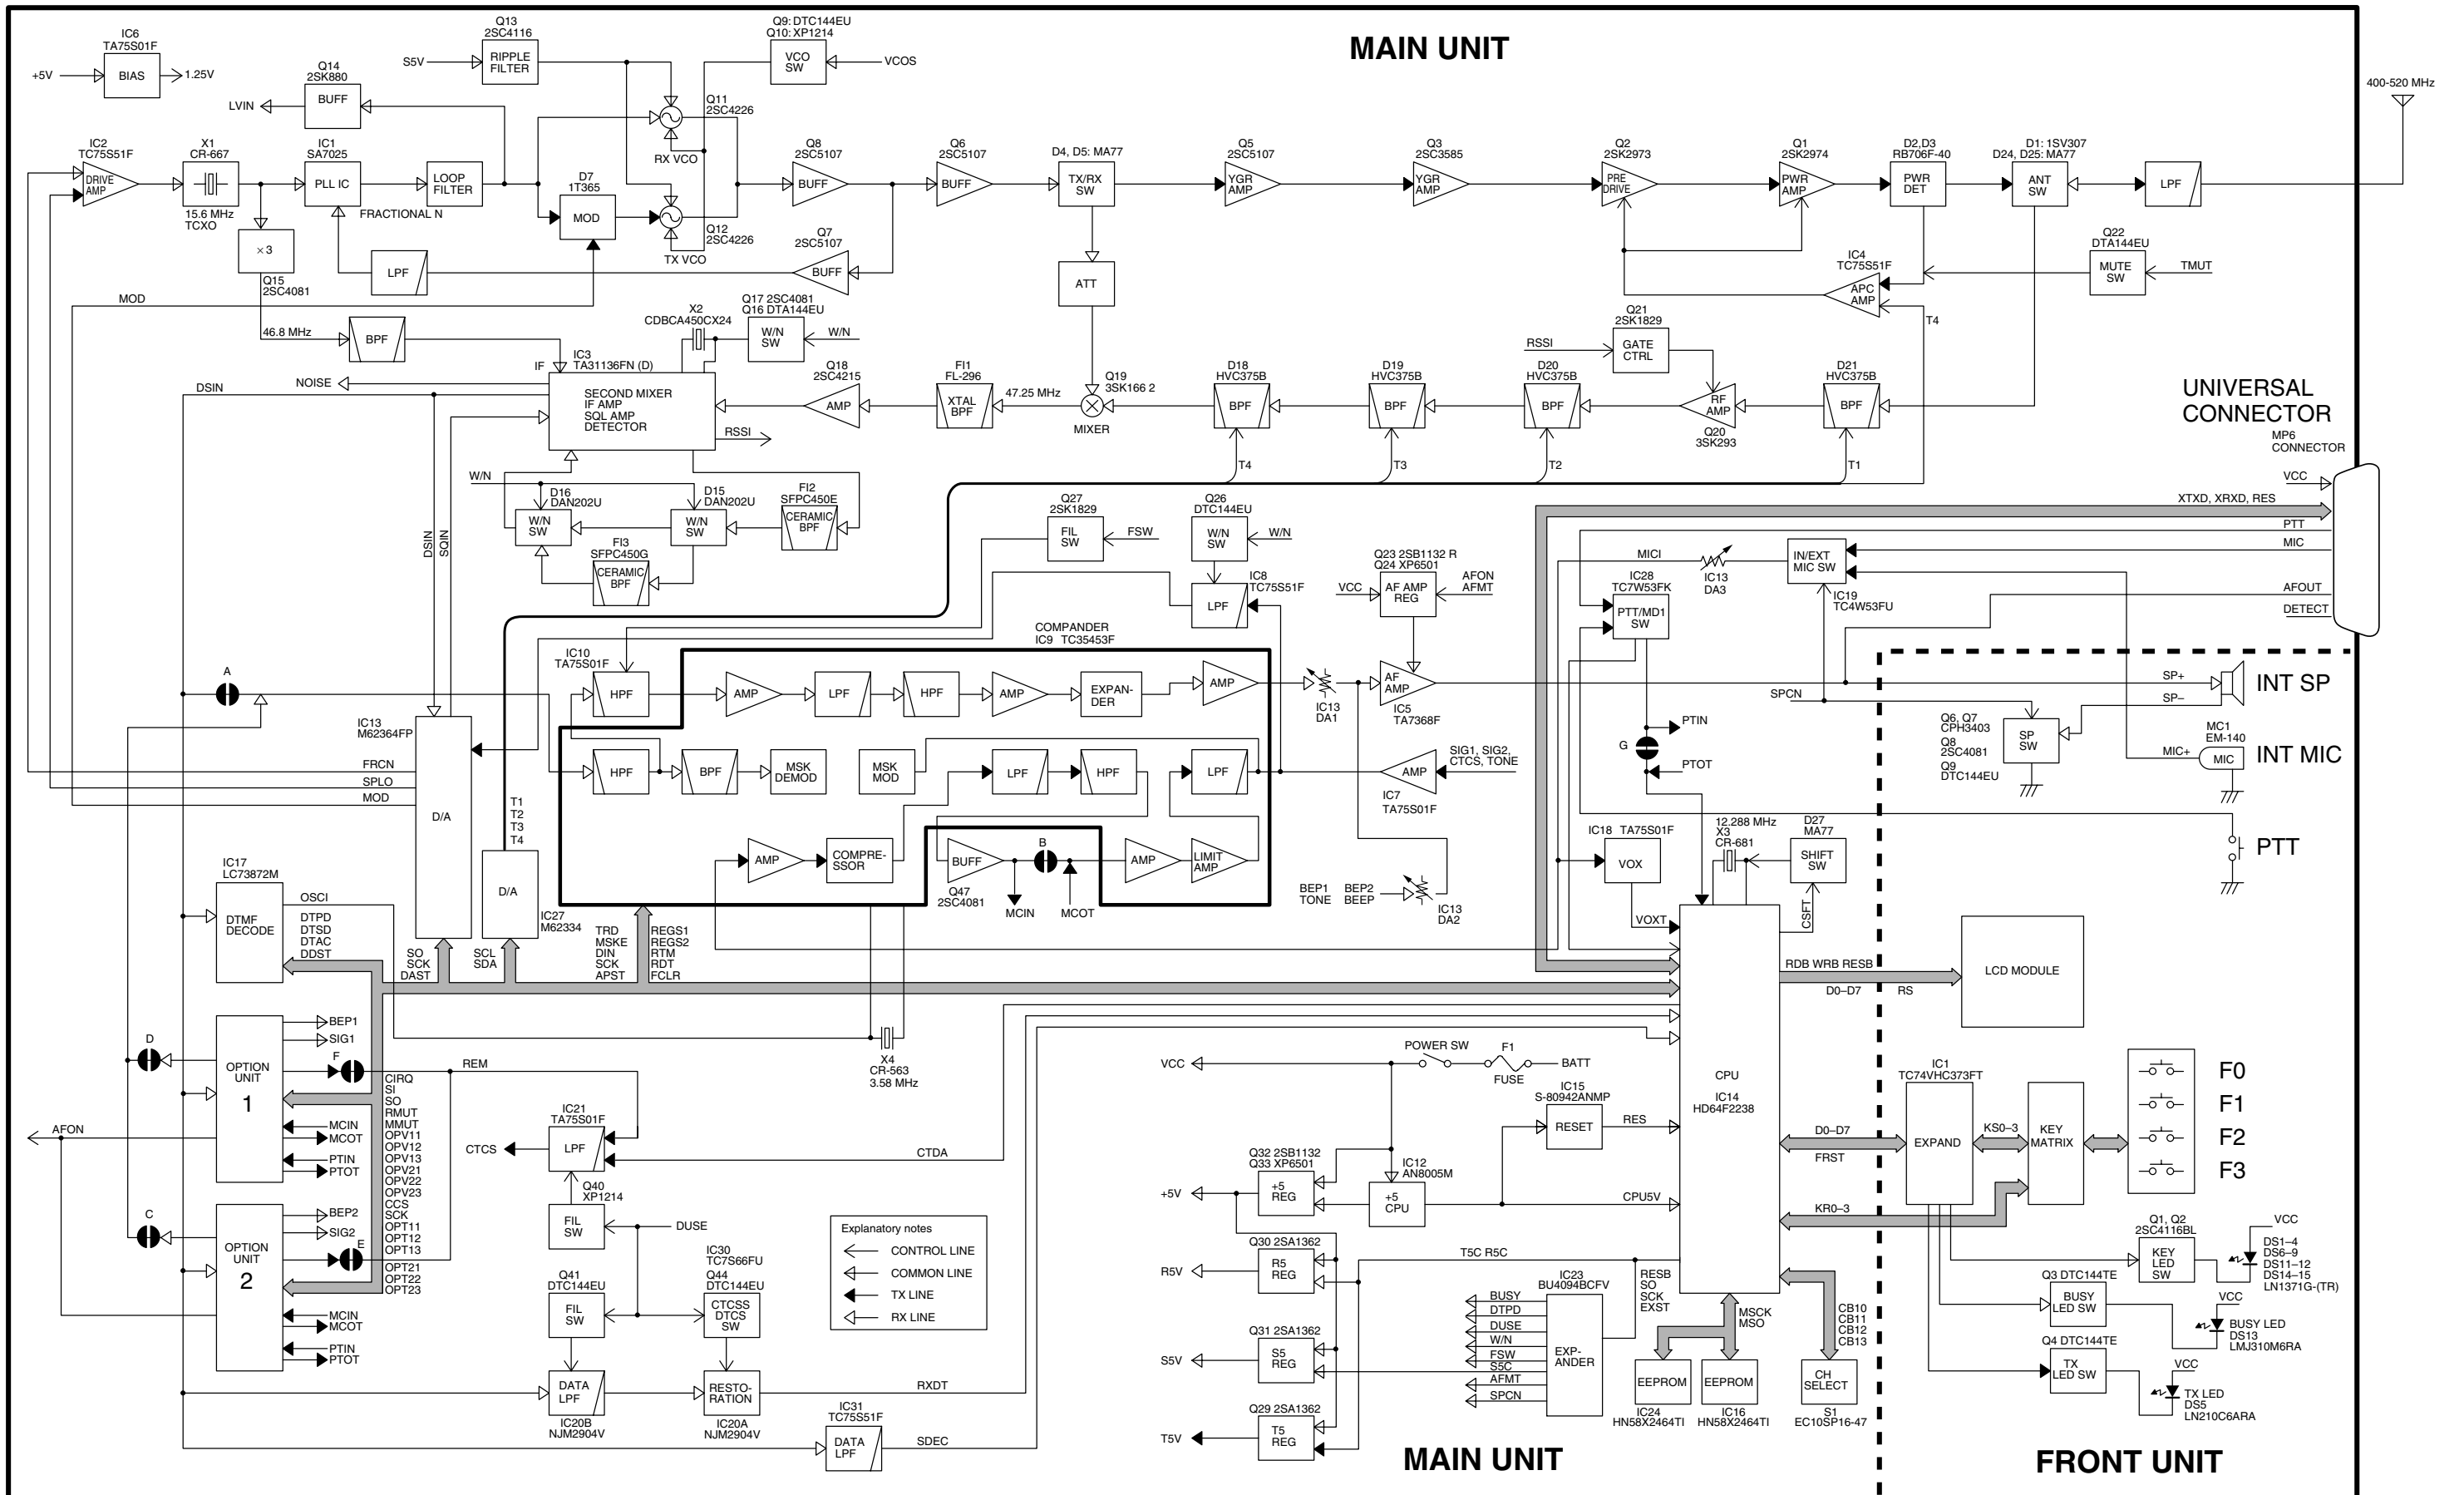 MAIN UNIT
IC6
TA75S01F
+5V
BIAS
1.25V
Q14
2SK880
BUFF
LVIN
Q13
2SC4116
S5V
RIPPLE
FILTER
Q9: DTC144EU
Q10: XP1214
VCO
SW
VCOS
Q11
2SC4226
RX VCO
Q12
2SC4226
TX VCO
400-520 MHz
IC2
TC75S51F
DRIVE
AMP
X1
CR-667
15.6 MHz
TCXO
IC1
SA7025
PLL IC
FRACTIONAL N
LOOP
FILTER
D7
1T365
MOD
Q8
2SC5107
BUFF
Q6
2SC5107
BUFF
D4, D5: MA77
TX/RX
SW
Q5
2SC5107
YGR
AMP
Q3
2SC3585
YGR
AMP
Q2
2SK2973
PRE
DRIVE
Q1
2SK2974
PWR
AMP
D2,D3
RB706F-40
PWR
DET
D1: 1SV307
D24, D25: MA77
ANT
SW
LPF
×3
Q15
2SC4081
LPF
Q7
2SC5107
BUFF
ATT
IC4
TC75S51F
APC
AMP
Q22
DTA144EU
MUTE
SW
TMUT
T4
MOD
46.8 MHz
BPF
X2
CDBCA450CX24
Q17 2SC4081
Q16 DTA144EU
W/N
SW
W/N
Q21
2SK1829
RSSI
GATE
CTRL
DSIN
NOISE
IF
IC3
TA31136FN (D)
SECOND MIXER
IF AMP
SQL AMP
DETECTOR
RSSI
Q18
2SC4215
AMP
FI1
FL-296
XTAL
BPF
47.25 MHz
Q19
3SK166 2
MIXER
D18
HVC375B
BPF
T4
D19
HVC375B
BPF
T3
D20
HVC375B
BPF
T2
RF
AMP
Q20
3SK293
D21
HVC375B
BPF
T1
UNIVERSAL
CONNECTOR
MP6
CONNECTOR
VCC
XTXD, XRXD, RES
PTT
MIC
AFOUT
DETECT
W/N
DSIN
SQIN
D16
DAN202U
W/N
SW
D15
DAN202U
W/N
SW
FI2
SFPC450E
CERAMIC
BPF
FI3
SFPC450G
CERAMIC
BPF
Q27
2SK1829
FIL
SW
FSW
Q26
DTC144EU
W/N
SW
W/N
IC8
TC75S51F
LPF
Q23 2SB1132 R
Q24 XP6501
VCC
AF AMP
REG
AFON
AFMT
MICI
IC13
DA3
IN/EXT
MIC SW
IC19
TC4W53FU
IC28
TC7W53FK
PTT/MD1
SW
COMPANDER
IC9 TC35453F
A
IC10
TA75S01F
HPF
AMP
LPF
HPF
AMP
EXPAN-
DER
AMP
IC13
DA1
AF
AMP
IC5
TA7368F
SPCN
SP+
SP–
INT SP
Q6, Q7
CPH3403
Q8
2SC4081
Q9
DTC144EU
SP
SW
MC1
EM-140
MIC+
MIC
INT MIC
IC13
M62364FP
FRCN
SPLO
MOD
D/A
HPF
BPF
MSK
DEMOD
MSK
MOD
LPF
HPF
LPF
AMP
IC7
TA75S01F
SIG1, SIG2,
CTCS, TONE
PTIN
G
PTOT
T1
T2
T3
T4
D/A
IC27
M62334
AMP
COMPRE-
SSOR
BUFF
Q47
2SC4081
B
MCIN
MCOT
AMP
LIMIT
AMP
BEP1
TONE
BEP2
BEEP
IC13
DA2
IC18 TA75S01F
VOX
VOXT
12.288 MHz
X3
CR-681
D27
MA77
SHIFT
SW
CSFT
PTT
IC17
LC73872M
DTMF
DECODE
OSCI
DTPD
DTSD
DTAC
DDST
SO
SCK
DAST
SCL
SDA
TRD
MSKE
DIN
SCK
APST
REGS1
REGS2
RTM
RDT
FCLR
RDB WRB RESB
D0–D7
RS
LCD MODULE
X4
CR-563
3.58 MHz
D
OPTION
UNIT
1
BEP1
SIG1
F
REM
MCIN
MCOT
PTIN
PTOT
CIRQ
SI
SO
RMUT
MMUT
OPV11
OPV12
OPV13
OPV21
OPV22
OPV23
CCS
SCK
OPT11
OPT12
OPT13
OPT21
OPT22
OPT23
AFON
C
OPTION
UNIT
2
BEP2
SIG2
E
MCIN
MCOT
PTIN
PTOT
IC21
TA75S01F
LPF
CTCS
CTDA
Q40
XP1214
FIL
SW
DUSE
Q41
DTC144EU
FIL
SW
IC30
TC7S66FU
Q44
DTC144EU
CTCSS
DTCS
SW
DATA
LPF
IC20B
NJM2904V
RESTO-
RATION
IC20A
NJM2904V
RXDT
IC31
TC75S51F
DATA
LPF
SDEC
Explanatory notes
CONTROL LINE
COMMON LINE
TX LINE
RX LINE
VCC
POWER SW
F1
FUSE
BATT
IC15
S-80942ANMP
RESET
RES
Q32 2SB1132
Q33 XP6501
+5V
+5
REG
IC12
AN8005M
+5
CPU
CPU5V
Q30 2SA1362
R5V
R5
REG
T5C R5C
Q31 2SA1362
S5V
S5
REG
Q29 2SA1362
T5V
T5
REG
IC23
BU4094BCFV
BUSY
DTPD
DUSE
W/N
FSW
S5C
AFMT
SPCN
EXP-
ANDER
CPU
IC14
HD64F2238
RESB
SO
SCK
EXST
MSCK
MSO
EEPROM
IC24
HN58X2464TI
EEPROM
IC16
HN58X2464TI
CB10
CB11
CB12
CB13
CH
SELECT
S1
EC10SP16-47
D0–D7
FRST
IC1
TC74VHC373FT
EXPAND
KS0–3
KEY
MATRIX
KR0–3
F0
F1
F2
F3
Q1, Q2
2SC4116BL
KEY
LED
SW
VCC
DS1–4
DS6–9
DS11–12
DS14–15
LN1371G-(TR)
Q3 DTC144TE
BUSY
LED SW
VCC
BUSY LED
DS13
LMJ310M6RA
Q4 DTC144TE
TX
LED SW
VCC
TX LED
DS5
LN210C6ARA
MAIN UNIT
FRONT UNIT